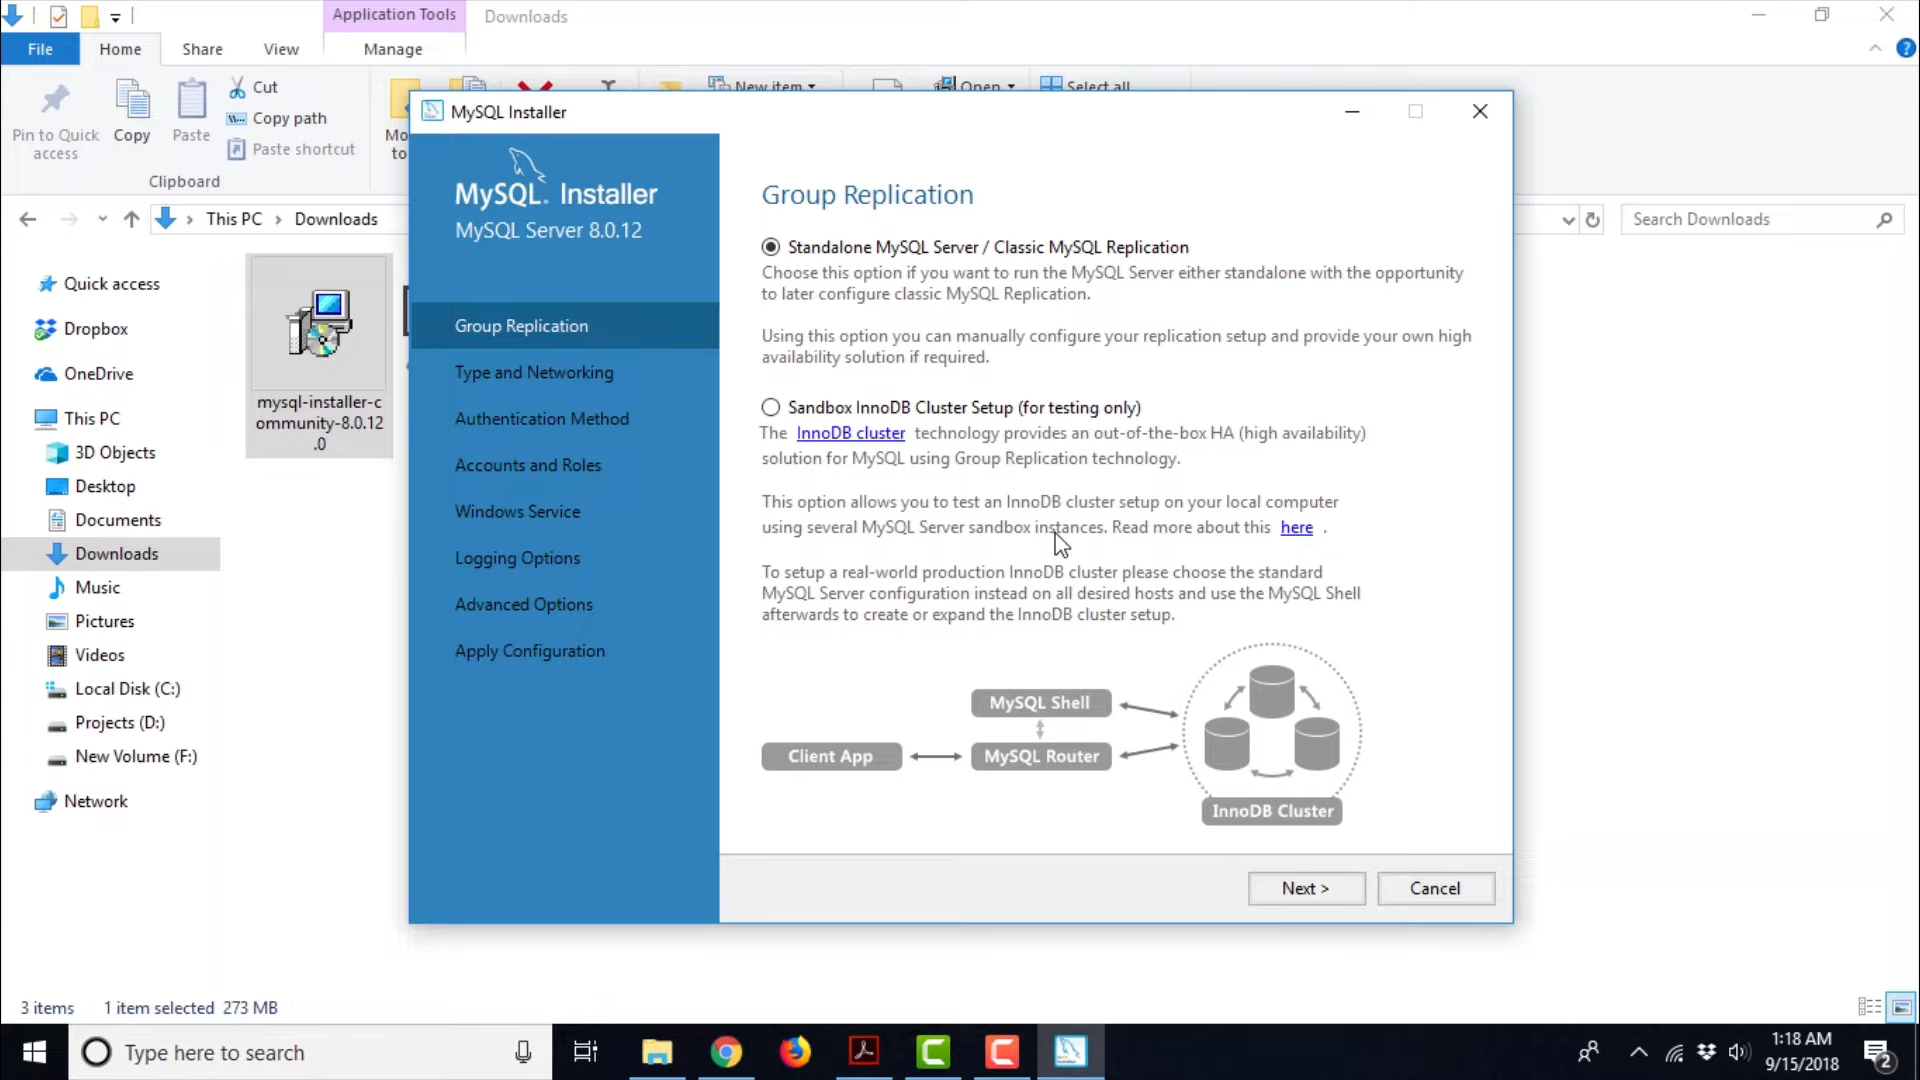 Application Tools
Downloads
File
Home
Share
View
Manage
Pin to Quick
access
Copy
Paste
Cut
Copy path
Paste shortcut
Clipboard
Mo
to
New item
Open
Select all
This PC
Downloads
Search Downloads
Quick access
Dropbox
OneDrive
This PC
3D Objects
Desktop
Documents
Downloads
Music
Pictures
Videos
Local Disk (C:)
Projects (D:)
New Volume (F:)
Network
mysql-installer-c
ommunity-8.0.12
.0
MySQL Installer
MySQL. Installer
MySQL Server 8.0.12
Group Replication
Type and Networking
Authentication Method
Accounts and Roles
Windows Service
Logging Options
Advanced Options
Apply Configuration
Group Replication
Standalone MySQL Server / Classic MySQL Replication
Choose this option if you want to run the MySQL Server either standalone with the opportunity
to later configure classic MySQL Replication.
Using this option you can manually configure your replication setup and provide your own high
availability solution if required.
Sandbox InnoDB Cluster Setup (for testing only)
The InnoDB cluster technology provides an out-of-the-box HA (high availability)
solution for MySQL using Group Replication technology.
This option allows you to test an InnoDB cluster setup on your local computer
using several MySQL Server sandbox instances. Read more about this here .
To setup a real-world production InnoDB cluster please choose the standard
MySQL Server configuration instead on all desired hosts and use the MySQL Shell
afterwards to create or expand the InnoDB cluster setup.
MySQL Shell
Client App
MySQL Router
InnoDB Cluster
Next >
Cancel
3 items
1 item selected 273 MB
Type here to search
1:18 AM
9/15/2018
2